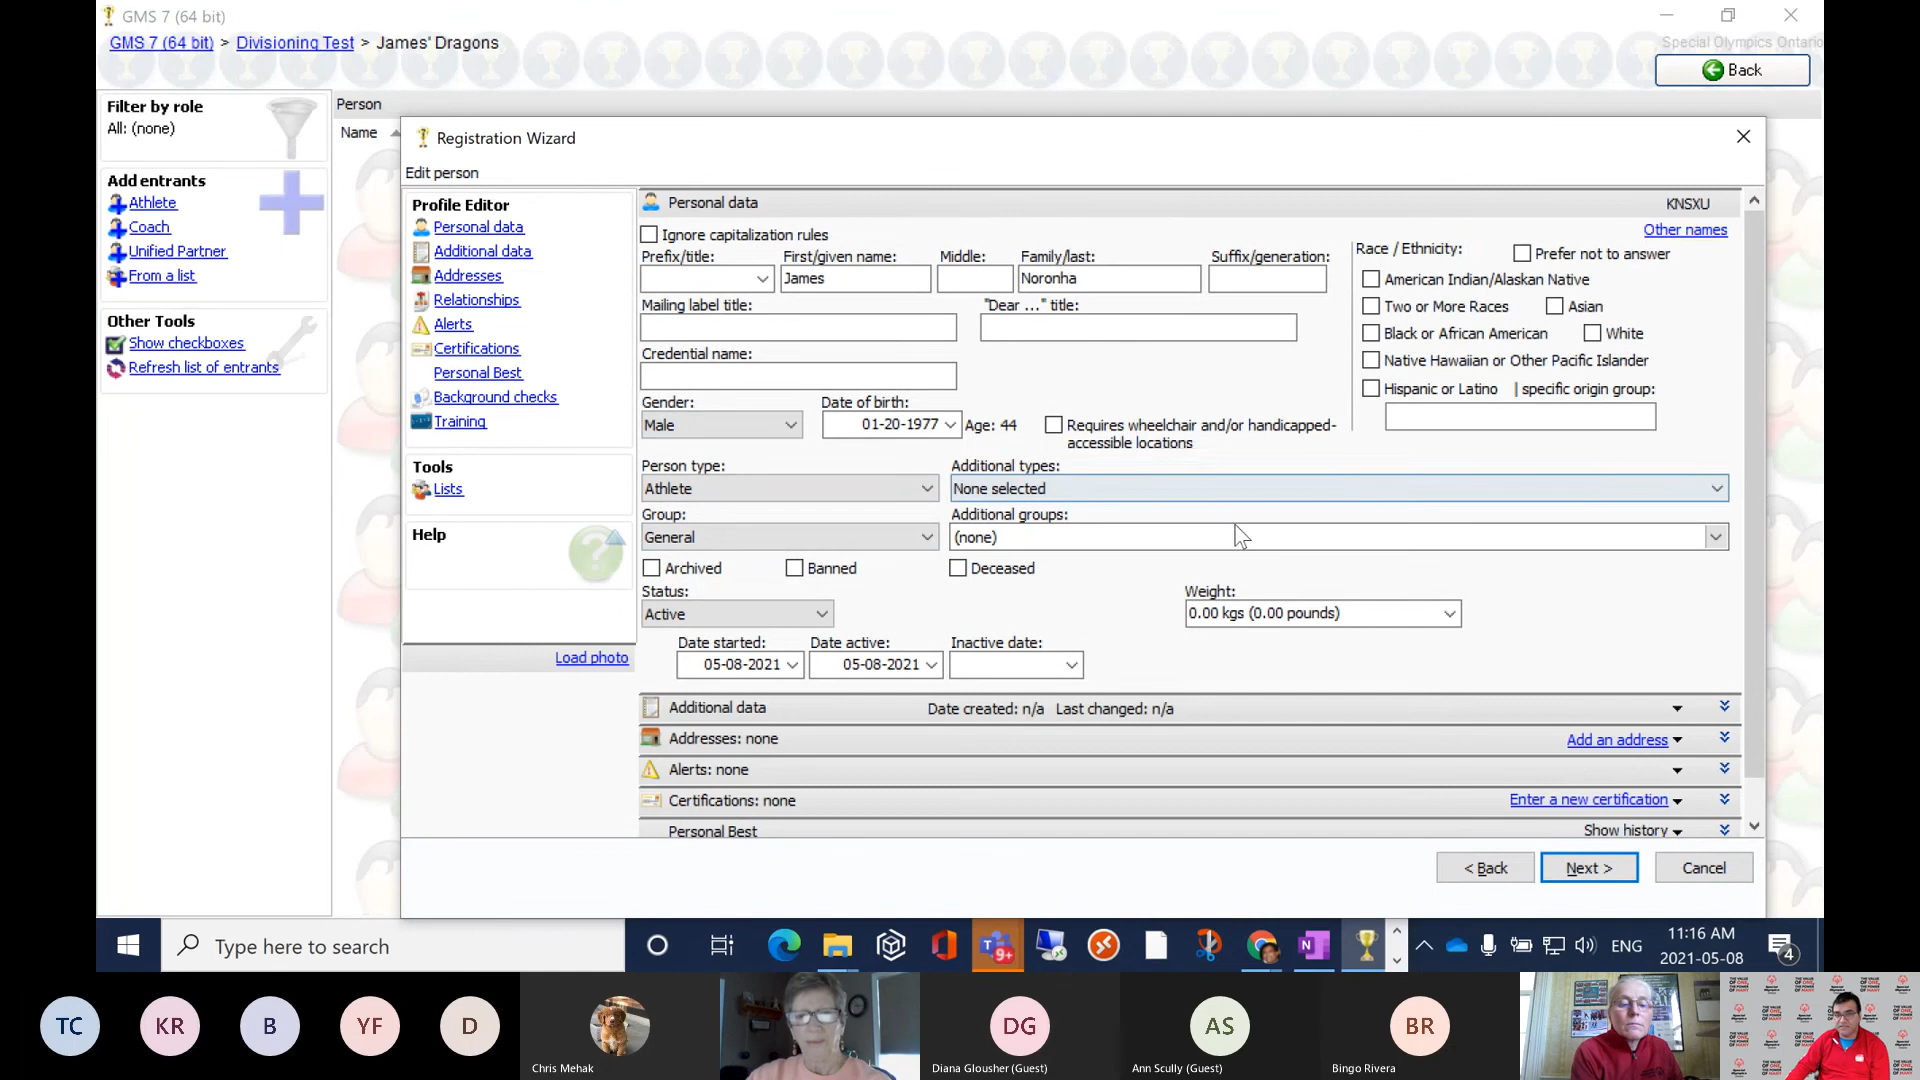 GMS 7 (64 bit)
GMS 7 (64 bit) > Divisioning Test > James' Dragons
Special Olympics Ontario
Back
Filter by role
All: (none)
Person
Name
Registration Wizard
Edit person
Add entrants
Athlete
Coach
Unified Partner
From a list
Other Tools
Show checkboxes
Refresh list of entrants
Profile Editor
Personal data
Additional data
Addresses
Relationships
Alerts
Certifications
Personal Best
Background checks
Training
Tools
Lists
Help
Load photo
Personal data KNSXU
Other names
Ignore capitalization rules
Prefix/title: First/given name: Middle: Family/last: Suffix/generation:
James Noronha
Mailing label title: "Dear ..." title:
Credential name:
Gender: Date of birth:
Male 01-20-1977 Age: 44
Requires wheelchair and/or handicapped-
accessible locations
Race / Ethnicity: Prefer not to answer
American Indian/Alaskan Native
Two or More Races Asian
Black or African American White
Native Hawaiian or Other Pacific Islander
Hispanic or Latino | specific origin group:
Person type: Additional types:
Athlete None selected
Group: Additional groups:
General (none)
Archived Banned Deceased
Status: Weight:
Active 0.00 kgs (0.00 pounds)
Date started: Date active: Inactive date:
05-08-2021 05-08-2021
Additional data Date created: n/a Last changed: n/a
Addresses: none Add an address
Alerts: none
Certifications: none Enter a new certification
Personal Best Show history
< Back Next > Cancel
Type here to search
9+
N
ENG
11:16 AM
2021-05-08
4
TC
KR
B
YF
D
Chris Mehak
DG
Diana Glousher (Guest)
AS
Ann Scully (Guest)
BR
Bingo Rivera